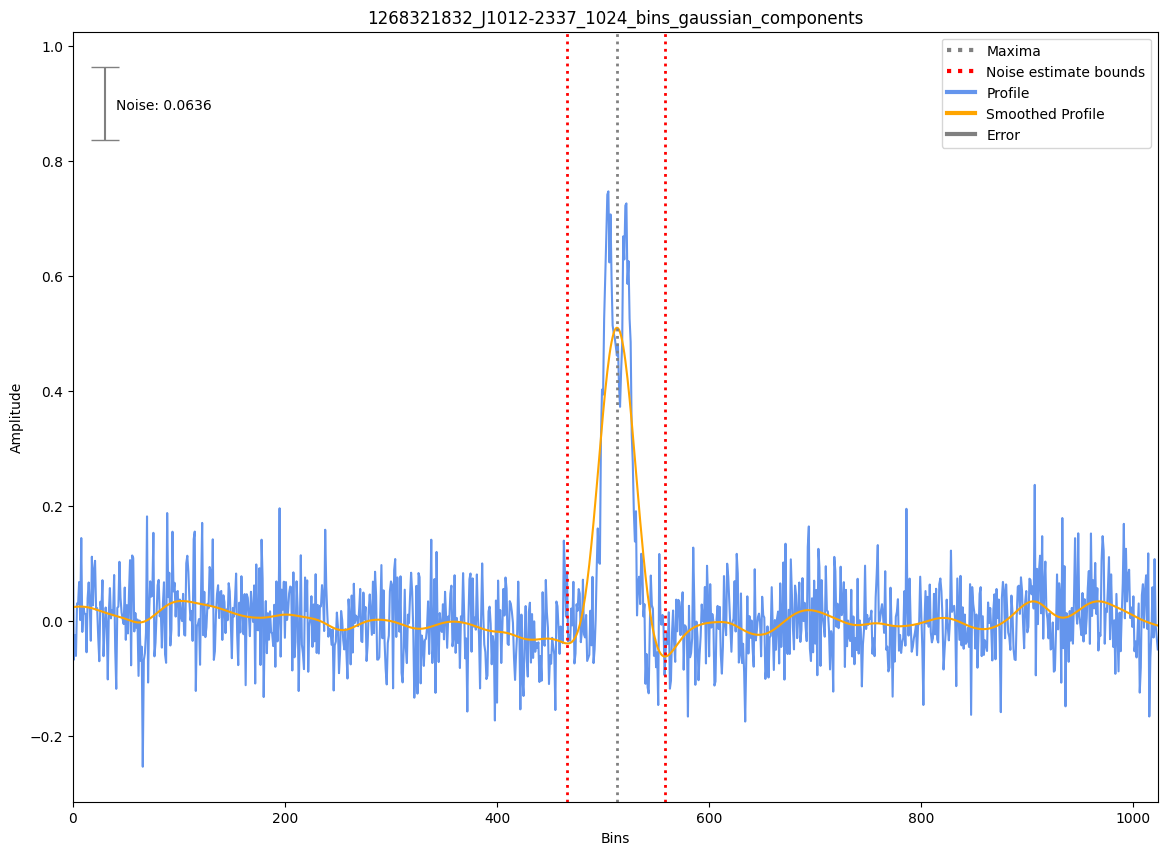 1268321832_J1012-2337_1024_bins_gaussian_components
Maxima
Noise estimate bounds
Profile
Smoothed Profile
Error
Noise: 0.0636
Amplitude
1.0
0.8
0.6
0.4
0.2
0.0
−0.2
0 200 400 600 800 1000
Bins